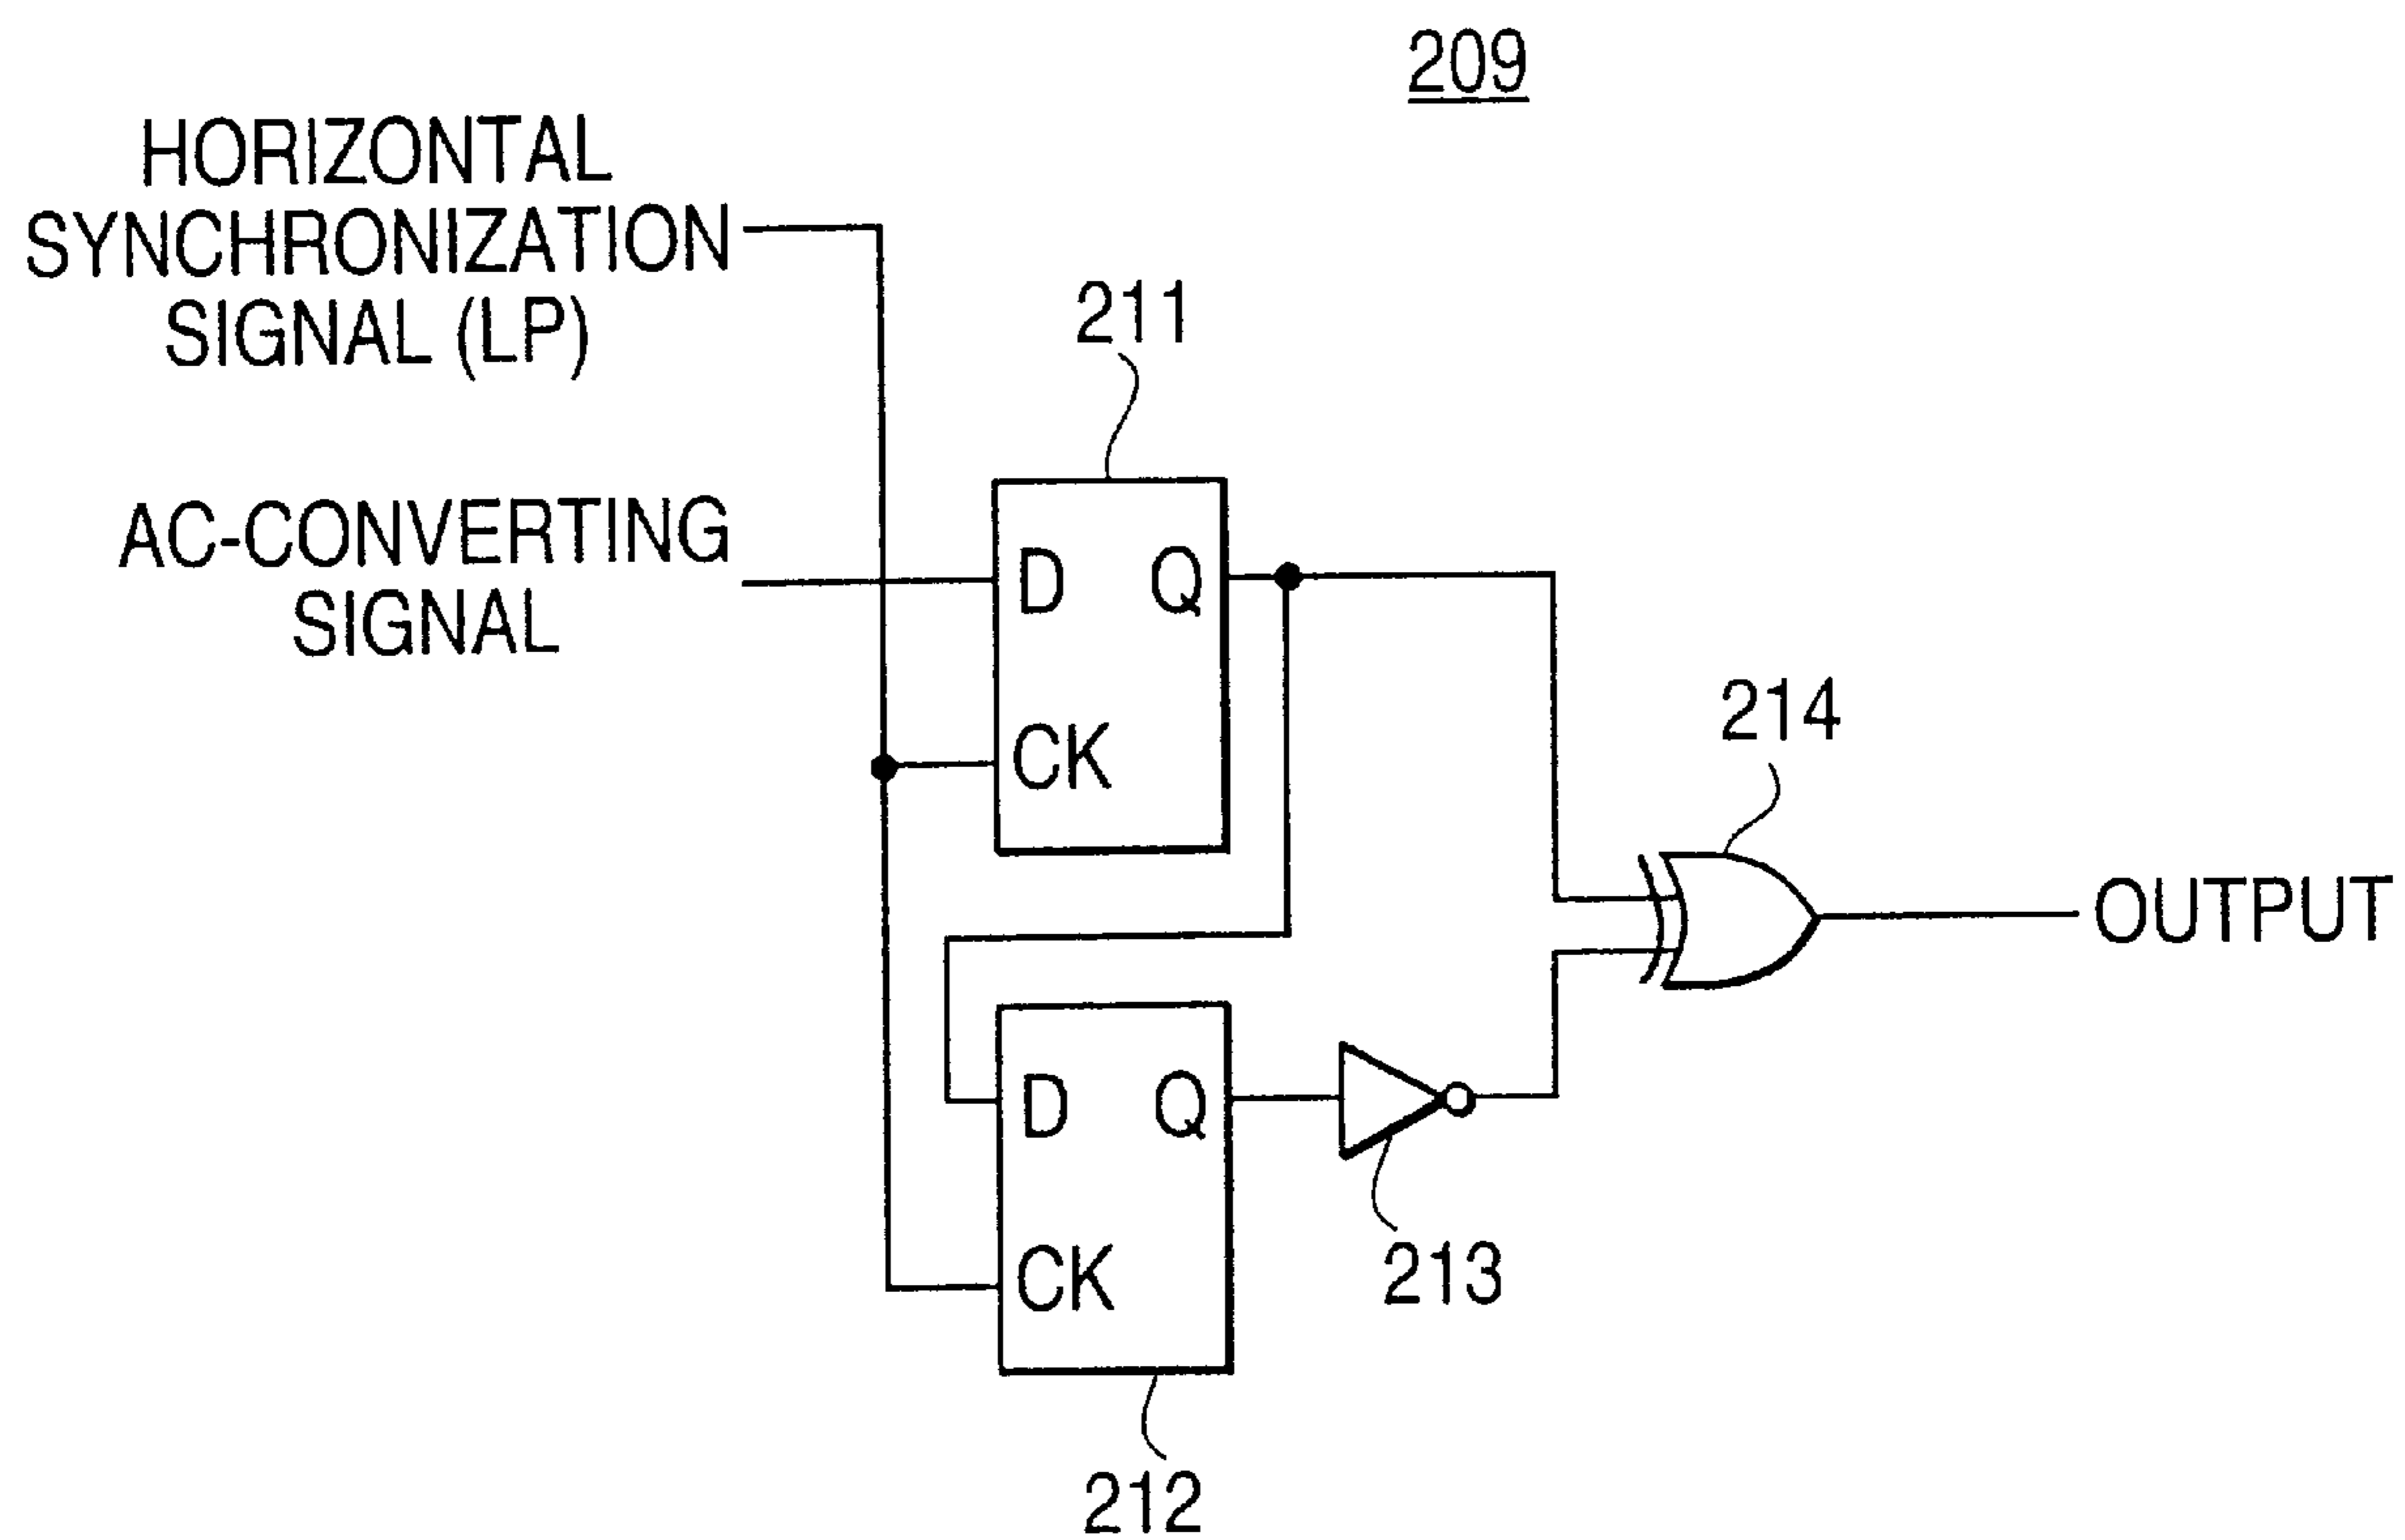 209
HORIZONTAL
SYNCHRONIZATION
SIGNAL (LP)
211
AC-CONVERTING
SIGNAL
D Q
CK
214
OUTPUT
D Q
CK
213
212